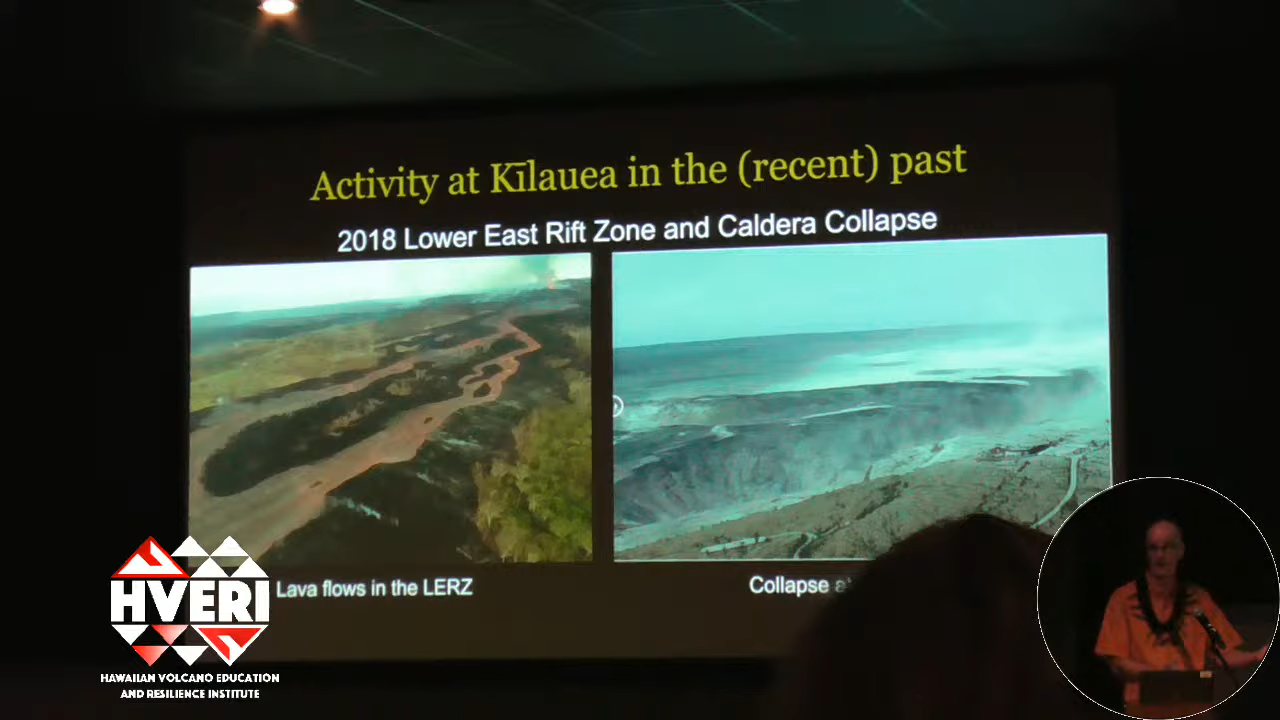 Activity at Kīlauea in the (recent) past
2018 Lower East Rift Zone and Caldera Collapse
Lava flows in the LERZ
Collapse
HVERI
HAWAIIAN VOLCANO EDUCATION
AND RESILIENCE INSTITUTE